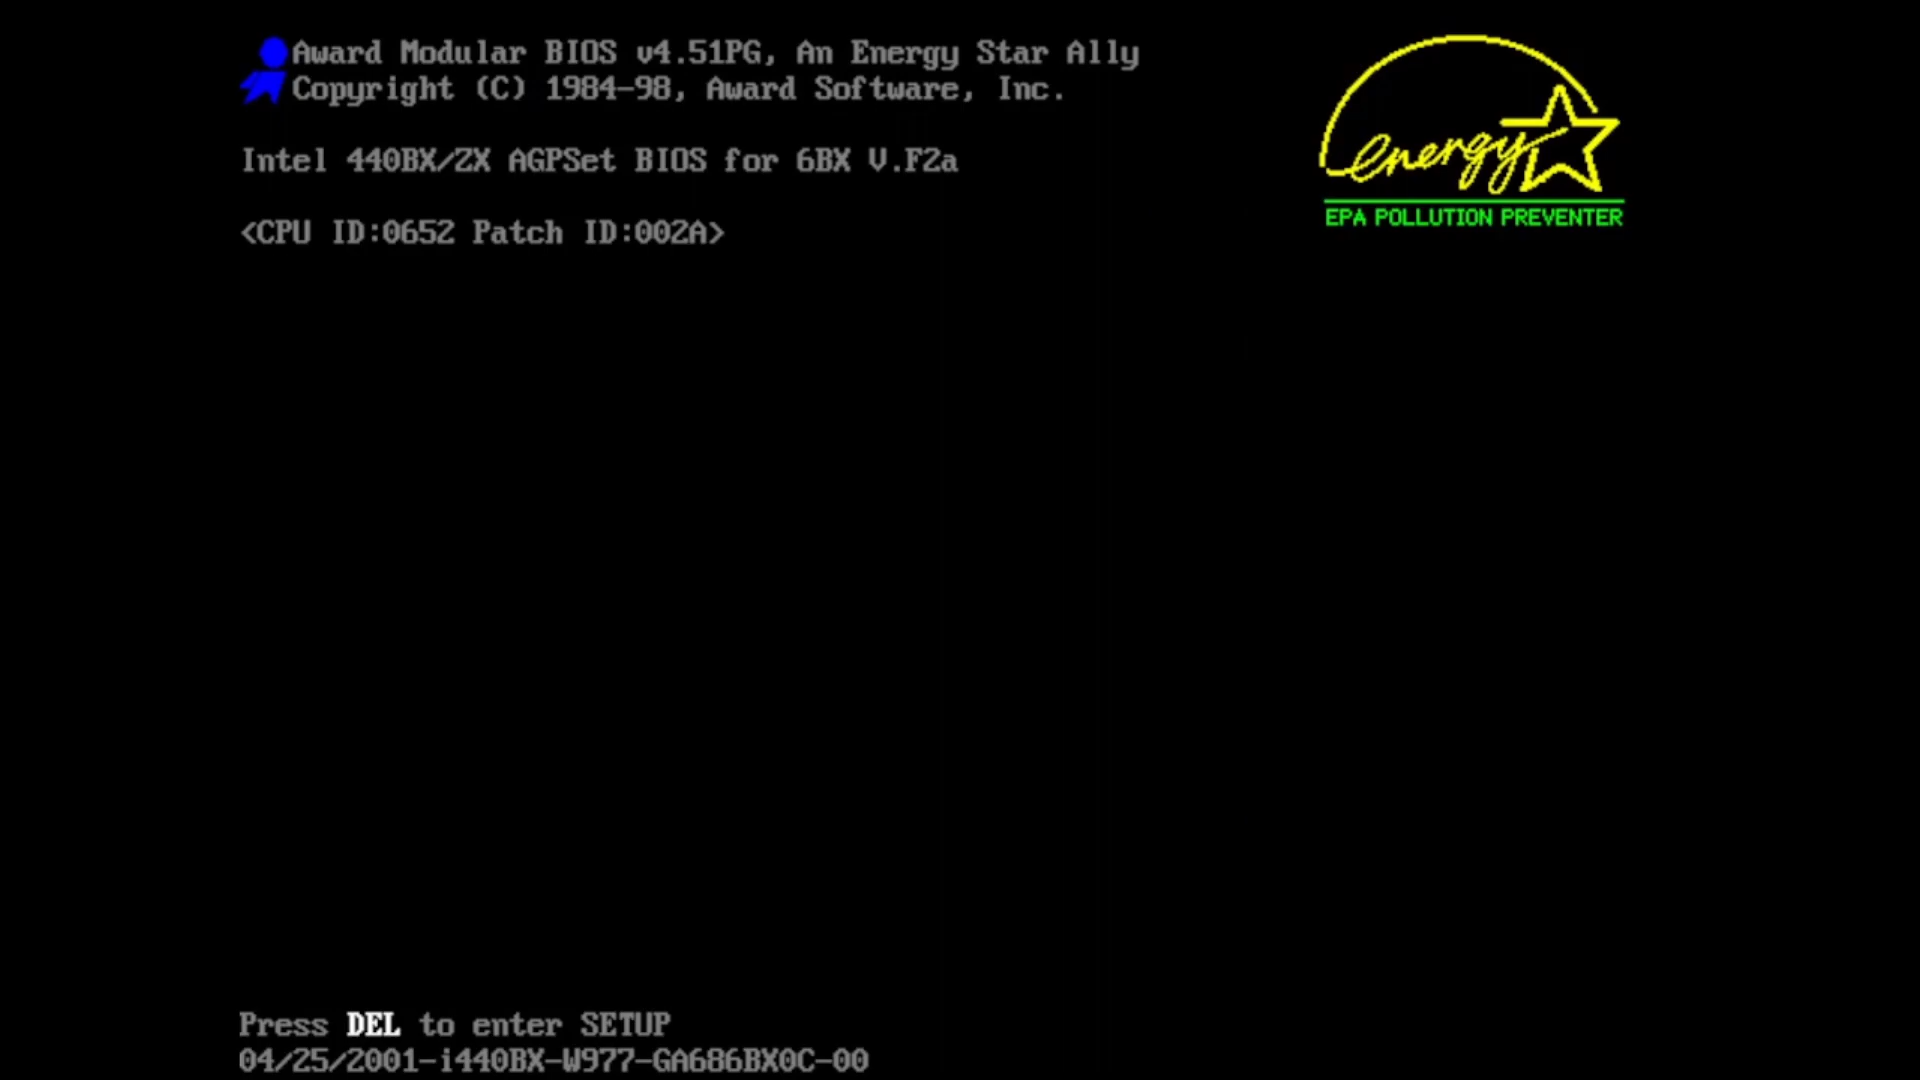 Award Modular BIOS v4.51PG, An Energy Star Ally
Copyright (C) 1984-98, Award Software, Inc.
energy
EPA POLLUTION PREVENTER
Intel 440BX/ZX AGPSet BIOS for 6BX V.F2a
<CPU ID:0652 Patch ID:002A>
Press DEL to enter SETUP
04/25/2001-i440BX-W977-GA686BX0C-00